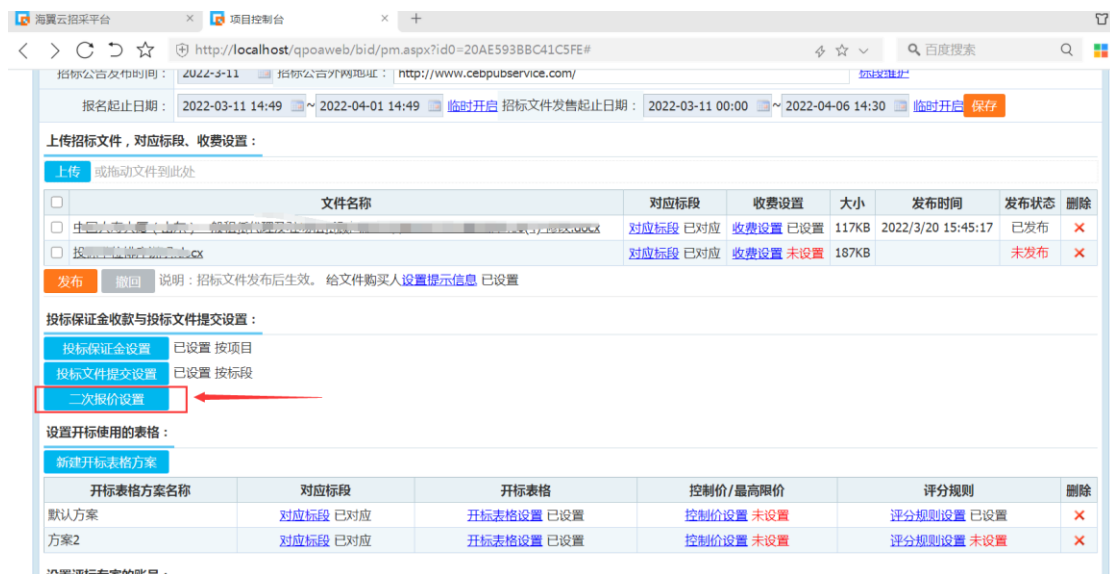 海翼云招采平台 × 项目控制台 × +
http://localhost/qpoaweb/bid/pm.aspx?id0=20AE593BBC41C5FE# 百度搜索
招标公告发布时间： 2022-3-11 招标公告外网地址： http://www.cebpubservice.com/ 标段维护
报名起止日期： 2022-03-11 14:49 ~ 2022-04-01 14:49 临时开启 招标文件发售起止日期： 2022-03-11 00:00 ~ 2022-04-06 14:30 临时开启 保存
上传招标文件，对应标段、收费设置：
上传 或拖动文件到此处
文件名称 对应标段 收费设置 大小 发布时间 发布状态 删除
对应标段 已对应 收费设置 已设置 117KB 2022/3/20 15:45:17 已发布 ×
对应标段 已对应 收费设置 未设置 187KB 未发布 ×
发布 撤回 说明：招标文件发布后生效。 给文件购买人设置提示信息 已设置
投标保证金收款与投标文件提交设置：
投标保证金设置 已设置 按项目
投标文件提交设置 已设置 按标段
二次报价设置
设置开标使用的表格：
新建开标表格方案
开标表格方案名称 对应标段 开标表格 控制价/最高限价 评分规则 删除
默认方案 对应标段 已对应 开标表格设置 已设置 控制价设置 未设置 评分规则设置 已设置 ×
方案2 对应标段 已对应 开标表格设置 已设置 控制价设置 未设置 评分规则设置 未设置 ×